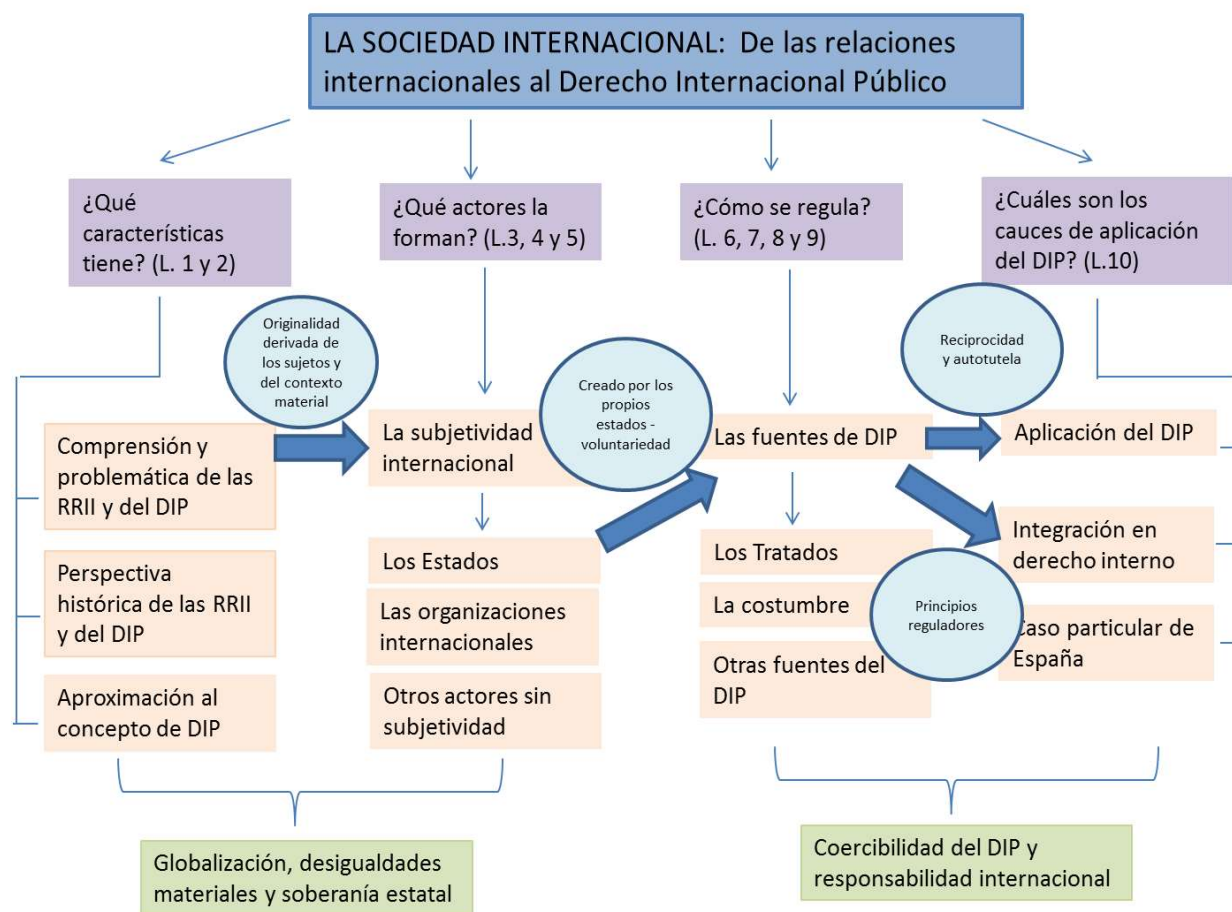 LA SOCIEDAD INTERNACIONAL: De las relaciones
internacionales al Derecho Internacional Público
¿Qué
características
tiene? (L. 1 y 2)
¿Qué actores la
forman? (L.3, 4 y 5)
¿Cómo se regula?
(L. 6, 7, 8 y 9)
¿Cuáles son los
cauces de aplicación
del DIP? (L.10)
Originalidad
derivada de
los sujetos y
del contexto
material
Creado por los
propios
estados -
voluntariedad
Reciprocidad
y autotutela
Comprensión y
problemática de las
RRII y del DIP
Perspectiva
histórica de las RRII
y del DIP
Aproximación al
concepto de DIP
La subjetividad
internacional
Los Estados
Las organizaciones
internacionales
Otros actores sin
subjetividad
Las fuentes de DIP
Los Tratados
La costumbre
Otras fuentes del
DIP
Principios
reguladores
Aplicación del DIP
Integración en
derecho interno
Caso particular de
España
Globalización, desigualdades
materiales y soberanía estatal
Coercibilidad del DIP y
responsabilidad internacional